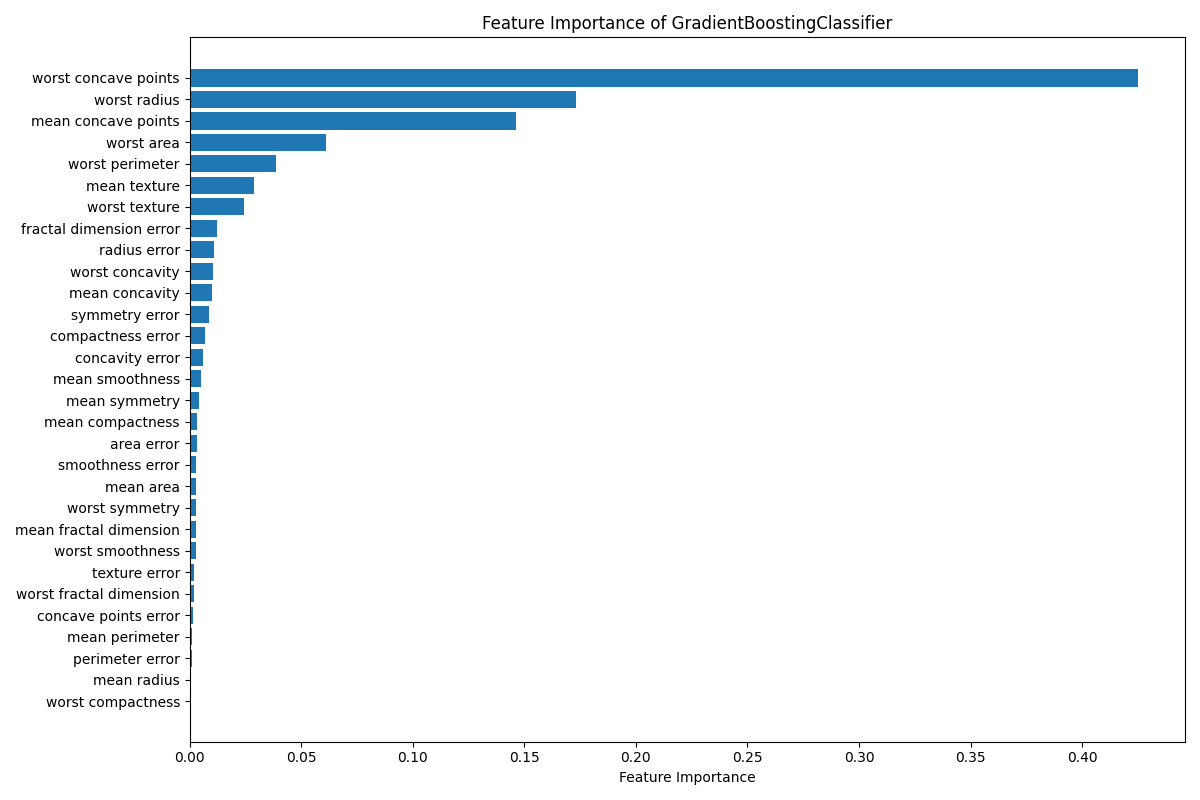 Feature Importance of GradientBoostingClassifier
worst concave points
worst radius
mean concave points
worst area
worst perimeter
mean texture
worst texture
fractal dimension error
radius error
worst concavity
mean concavity
symmetry error
compactness error
concavity error
mean smoothness
mean symmetry
mean compactness
area error
smoothness error
mean area
worst symmetry
mean fractal dimension
worst smoothness
texture error
worst fractal dimension
concave points error
mean perimeter
perimeter error
mean radius
worst compactness
0.00 0.05 0.10 0.15 0.20 0.25 0.30 0.35 0.40
Feature Importance